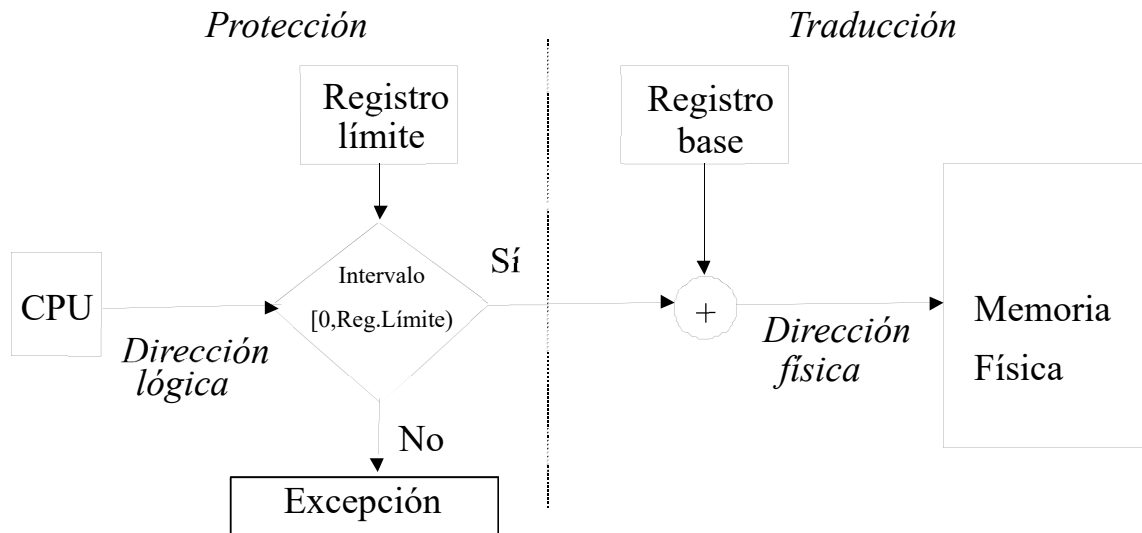 Protección
Traducción
Registro
límite
Registro
base
CPU
Dirección
lógica
Intervalo
[0,Reg.Límite)
Sí
No
Excepción
+
Dirección
física
Memoria
Física